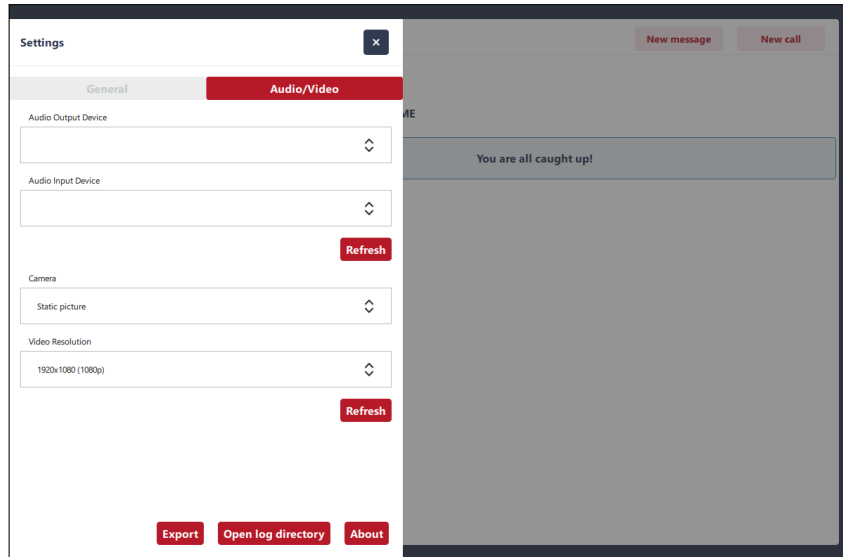 Settings
×
New message
New call
General
Audio/Video
Audio Output Device
ME
You are all caught up!
Audio Input Device
Refresh
Camera
Static picture
Video Resolution
1920x1080 (1080p)
Refresh
Export
Open log directory
About